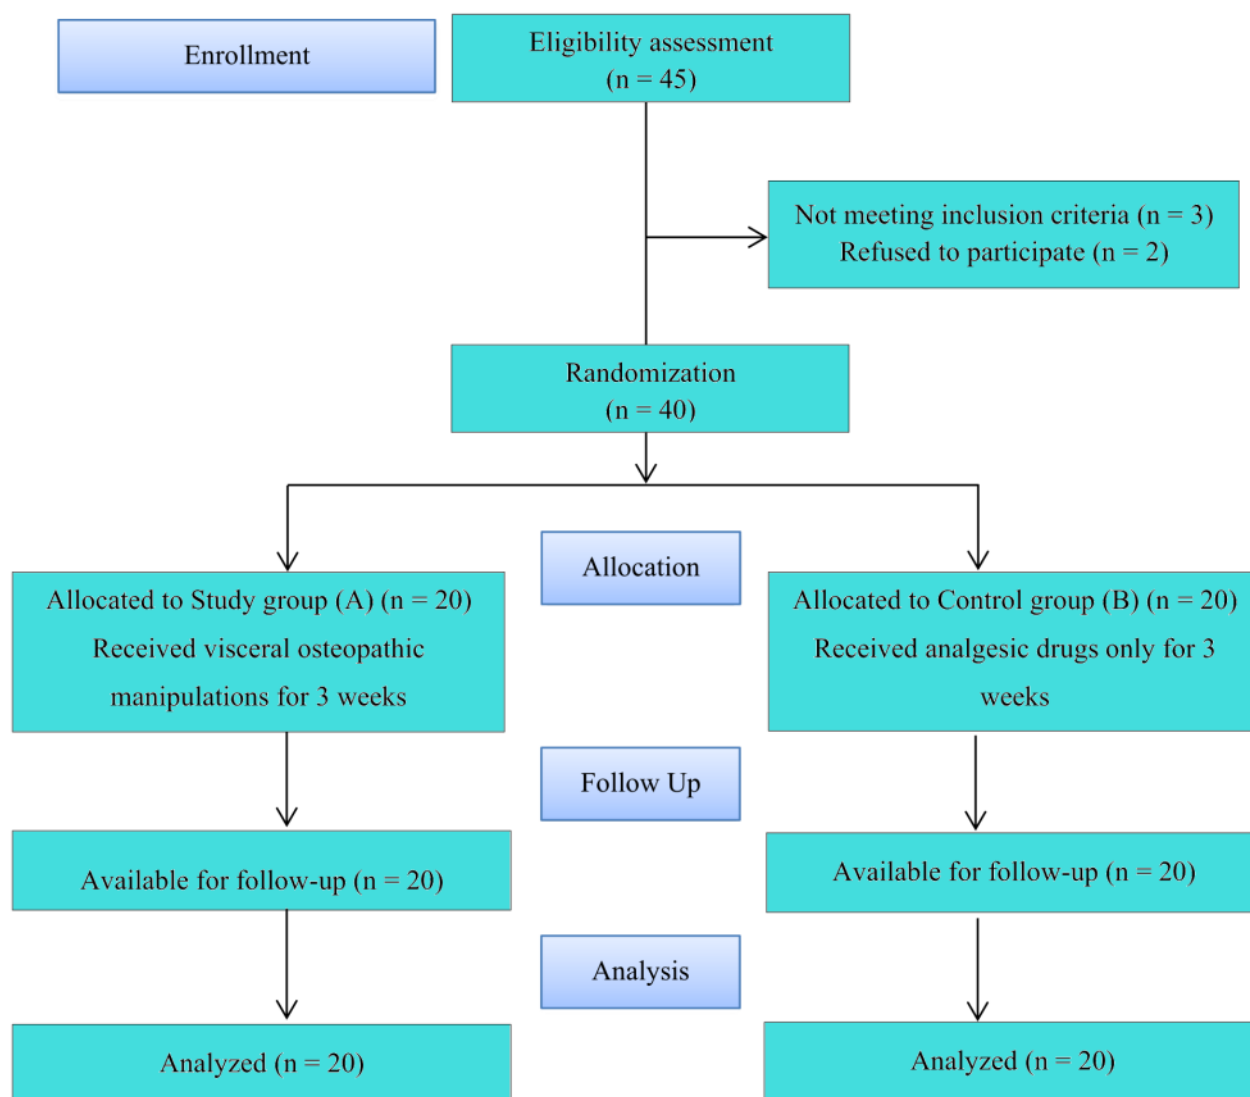 Enrollment
Eligibility assessment
(n = 45)
Not meeting inclusion criteria (n = 3)
Refused to participate (n = 2)
Randomization
(n = 40)
Allocation
Allocated to Study group (A) (n = 20)
Received visceral osteopathic
manipulations for 3 weeks
Allocated to Control group (B) (n = 20)
Received analgesic drugs only for 3
weeks
Follow Up
Available for follow-up (n = 20)
Available for follow-up (n = 20)
Analysis
Analyzed (n = 20)
Analyzed (n = 20)